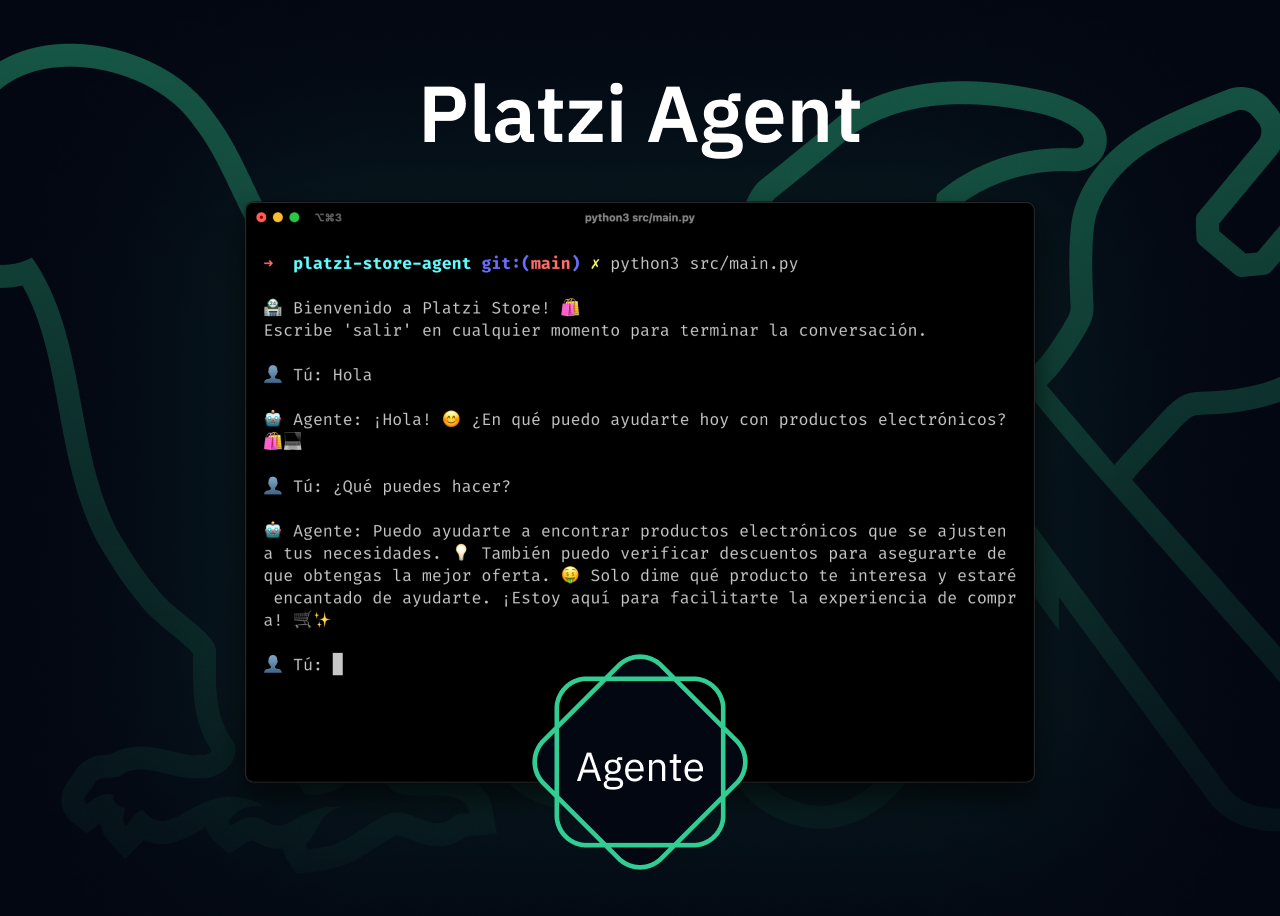 Platzi Agent
⌥⌘3
python3 src/main.py
➜ platzi-store-agent git:(main) ✗ python3 src/main.py
🏪 Bienvenido a Platzi Store! 🛍️
Escribe 'salir' en cualquier momento para terminar la conversación.
👤 Tú: Hola
🤖 Agente: ¡Hola! 😊 ¿En qué puedo ayudarte hoy con productos electrónicos?
🛍️💻
👤 Tú: ¿Qué puedes hacer?
🤖 Agente: Puedo ayudarte a encontrar productos electrónicos que se ajusten
a tus necesidades. 💡 También puedo verificar descuentos para asegurarte de
que obtengas la mejor oferta. 🤑 Solo dime qué producto te interesa y estaré
encantado de ayudarte. ¡Estoy aquí para facilitarte la experiencia de compr
a! 🛒✨
👤 Tú:
Agente